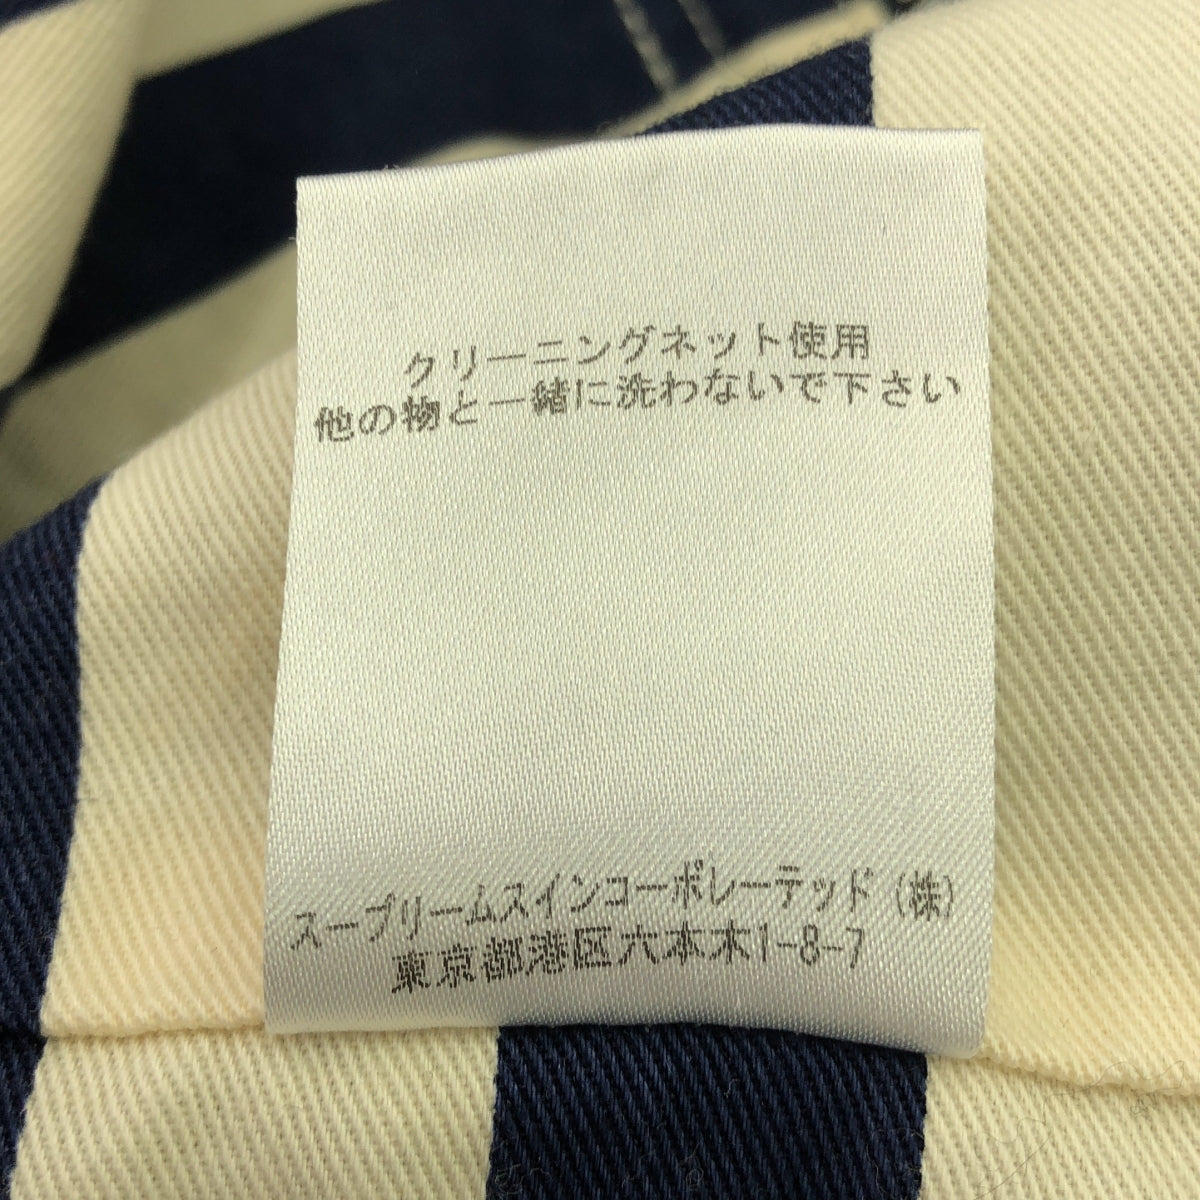 クリーニングネット使用
他の物と一緒に洗わないで下さい
スープリームスインコーポレーテッド（株）
東京都港区六本木1-8-7